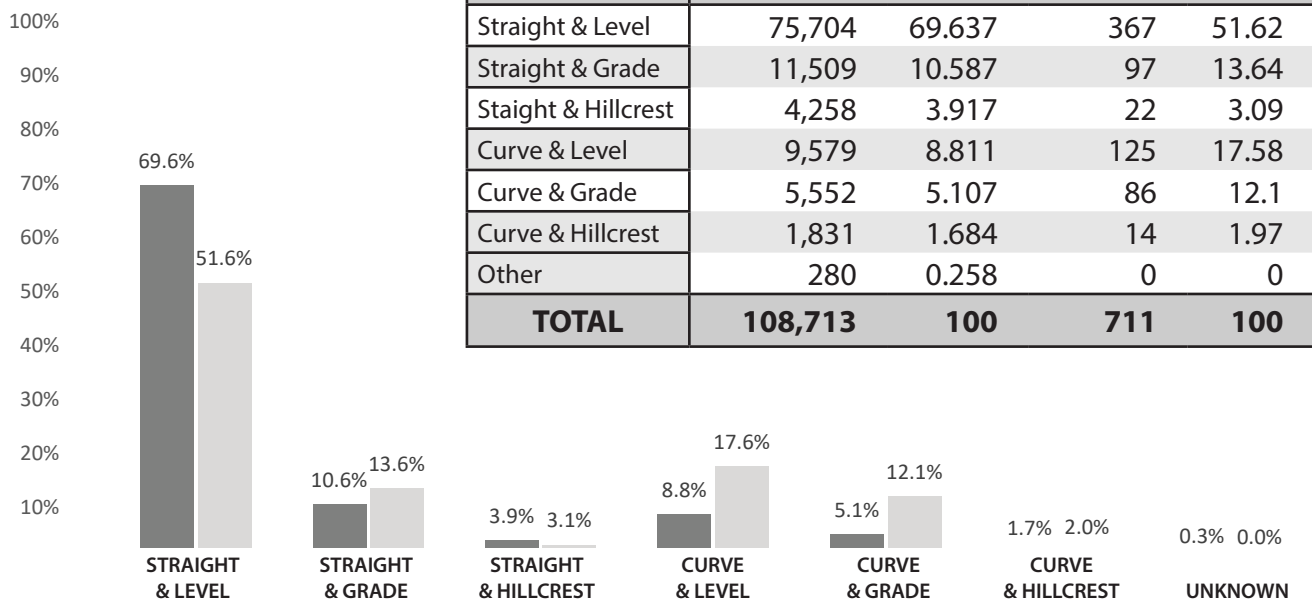 Straight & Level 75,704 69.637 367 51.62
Straight & Grade 11,509 10.587 97 13.64
Staight & Hillcrest 4,258 3.917 22 3.09
Curve & Level 9,579 8.811 125 17.58
Curve & Grade 5,552 5.107 86 12.1
Curve & Hillcrest 1,831 1.684 14 1.97
Other 280 0.258 0 0
TOTAL 108,713 100 711 100
100%
90%
80%
70%
60%
50%
40%
30%
20%
10%
69.6% 51.6%
10.6% 13.6%
3.9% 3.1%
8.8% 17.6%
5.1% 12.1%
1.7% 2.0%
0.3% 0.0%
STRAIGHT
& LEVEL
STRAIGHT
& GRADE
STRAIGHT
& HILLCREST
CURVE
& LEVEL
CURVE
& GRADE
CURVE
& HILLCREST
UNKNOWN